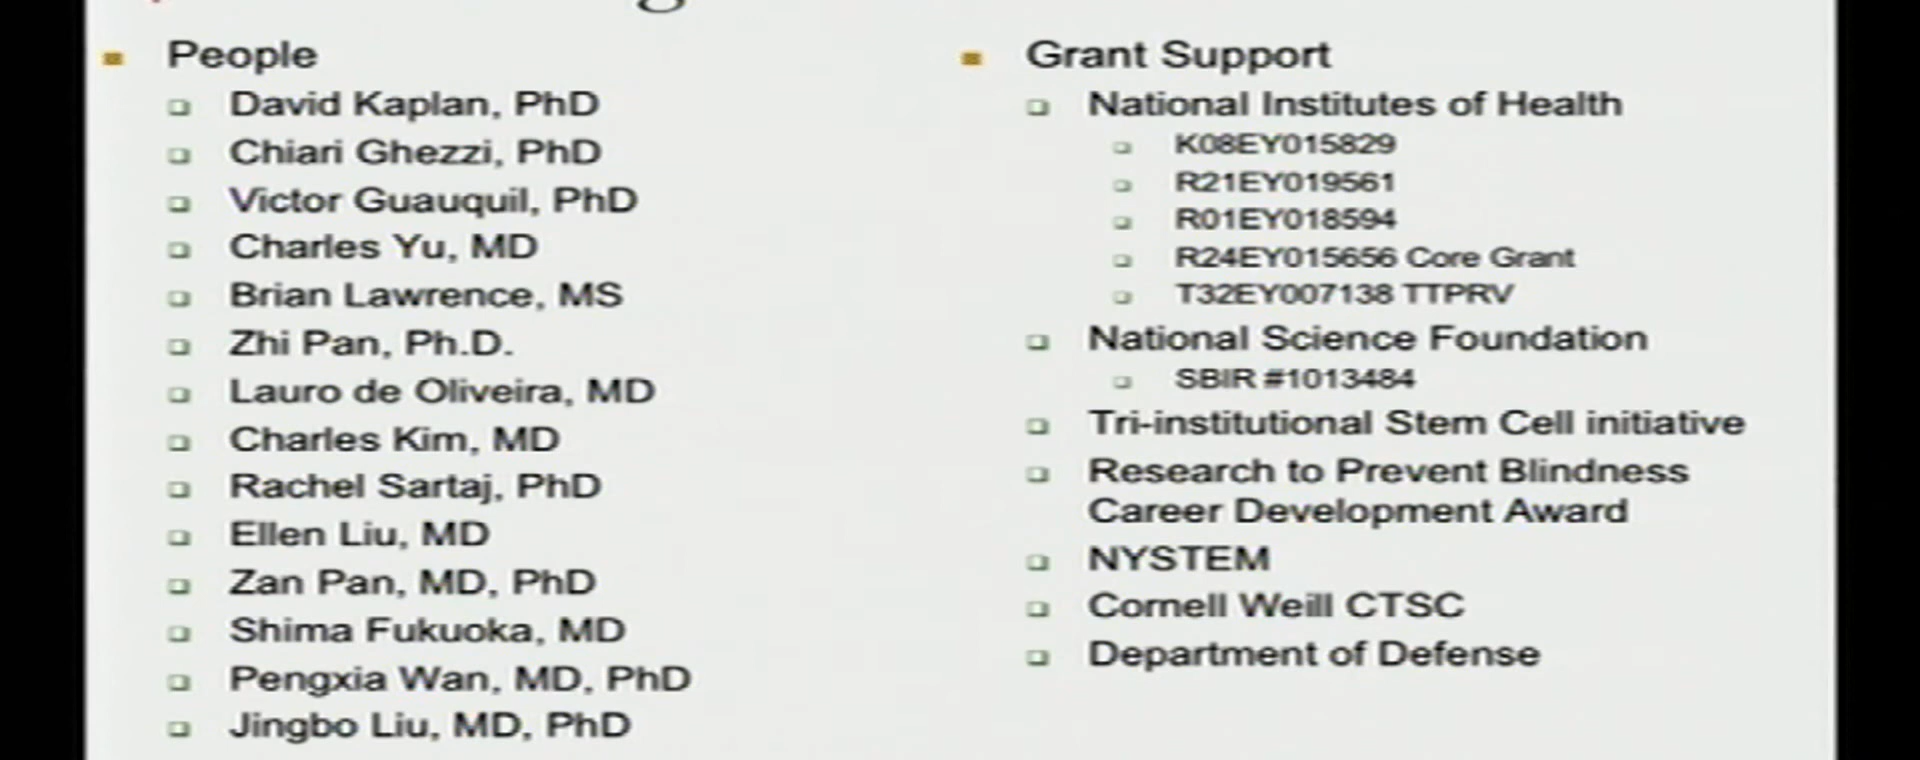 People
David Kaplan, PhD
Chiari Ghezzi, PhD
Victor Guauquil, PhD
Charles Yu, MD
Brian Lawrence, MS
Zhi Pan, Ph.D.
Lauro de Oliveira, MD
Charles Kim, MD
Rachel Sartaj, PhD
Ellen Liu, MD
Zan Pan, MD, PhD
Shima Fukuoka, MD
Pengxia Wan, MD, PhD
Jingbo Liu, MD, PhD
Grant Support
National Institutes of Health
K08EY015829
R21EY019561
R01EY018594
R24EY015656 Core Grant
T32EY007138 TTPRV
National Science Foundation
SBIR #1013484
Tri-institutional Stem Cell initiative
Research to Prevent Blindness
Career Development Award
NYSTEM
Cornell Weill CTSC
Department of Defense